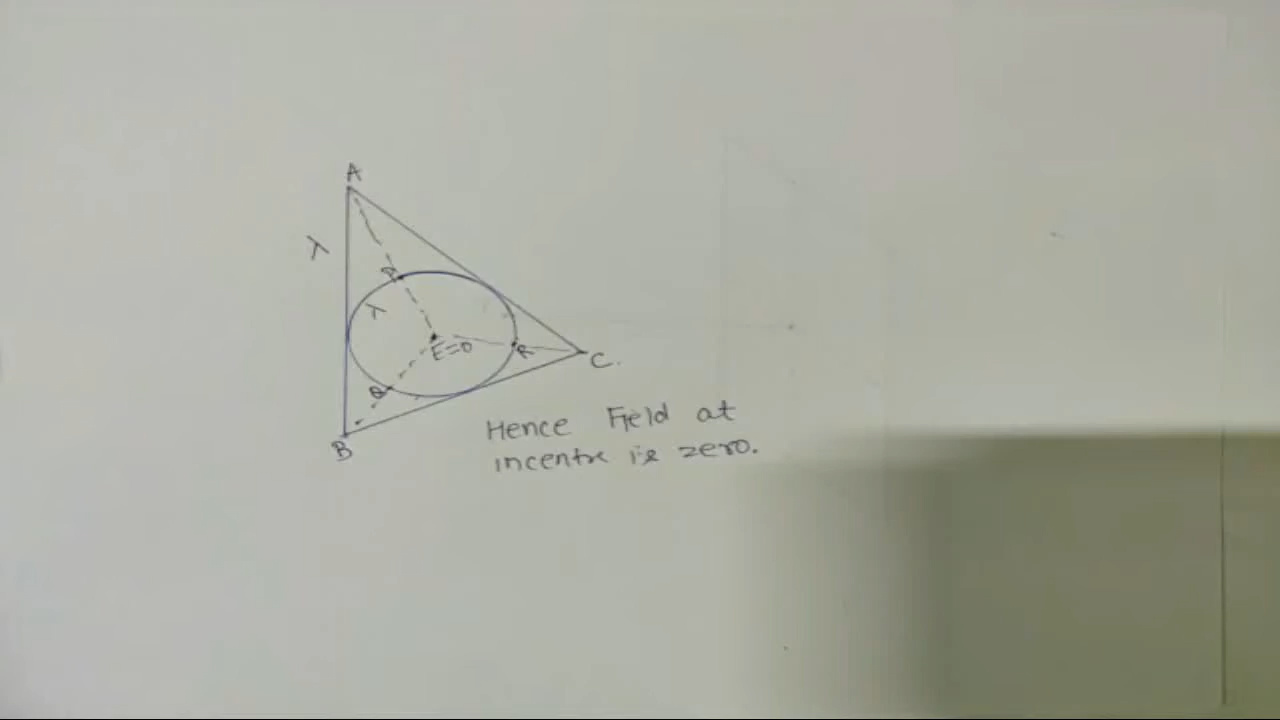 A
λ
P
λ
E=0
R
C.
Q
B
Hence Field at
incentre is zero.